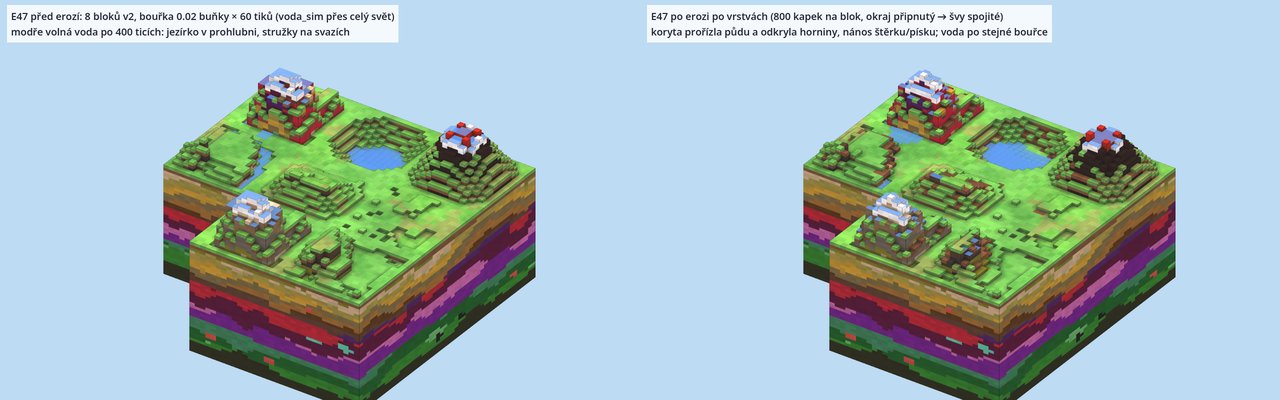 E47 před erozí: 8 bloků v2, bouřka 0.02 buňky × 60 tiků (voda_sim přes celý svět)
modře volná voda po 400 ticích: jezírko v prohlubni, stružky na svazích
E47 po erozi po vrstvách (800 kapek na blok, okraj připnutý → švy spojité)
koryta prořízla půdu a odkryla horniny, nános štěrku/písku; voda po stejné bouřce